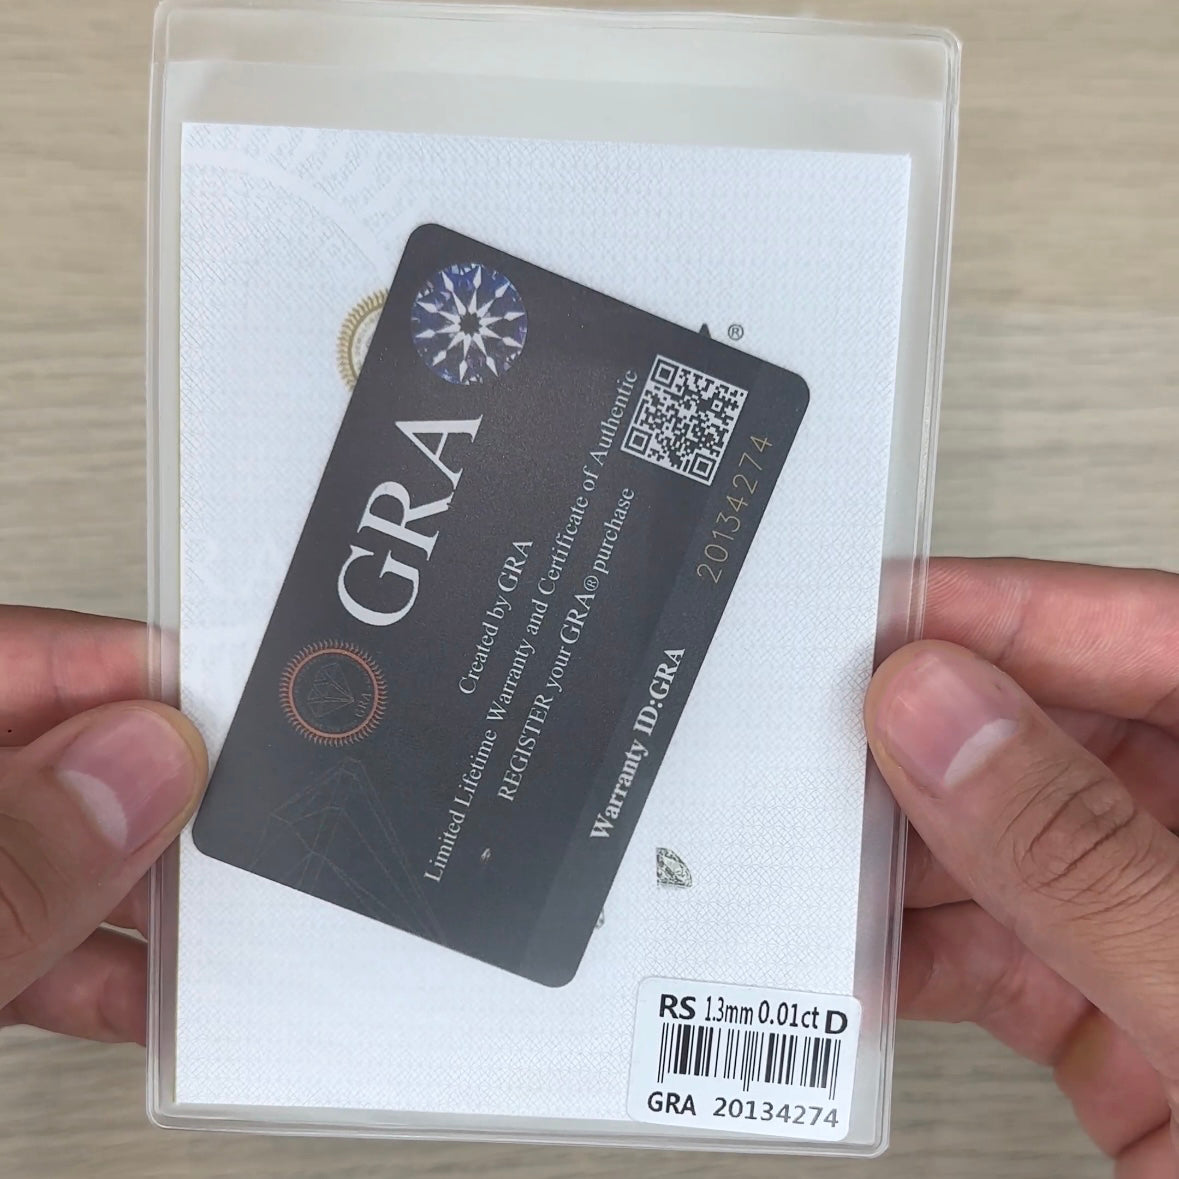 ®
GRA
GRA
Created by GRA
Limited Lifetime Warranty and Certificate of Authentic
REGISTER your GRA® purchase
Warranty ID:GRA 20134274
RS 1.3mm 0.01ct D
GRA 20134274